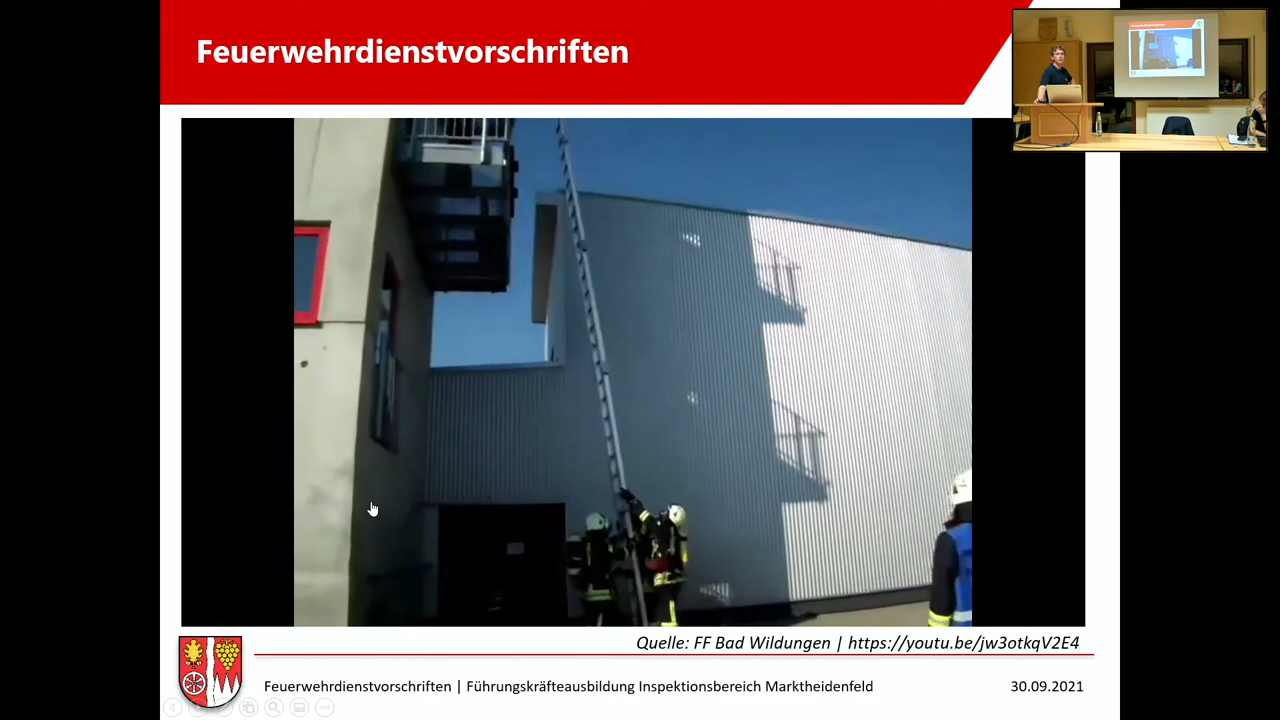 Feuerwehrdienstvorschriften
Quelle: FF Bad Wildungen | https://youtu.be/jw3otkqV2E4
Feuerwehrdienstvorschriften | Führungskräfteausbildung Inspektionsbereich Marktheidenfeld
30.09.2021